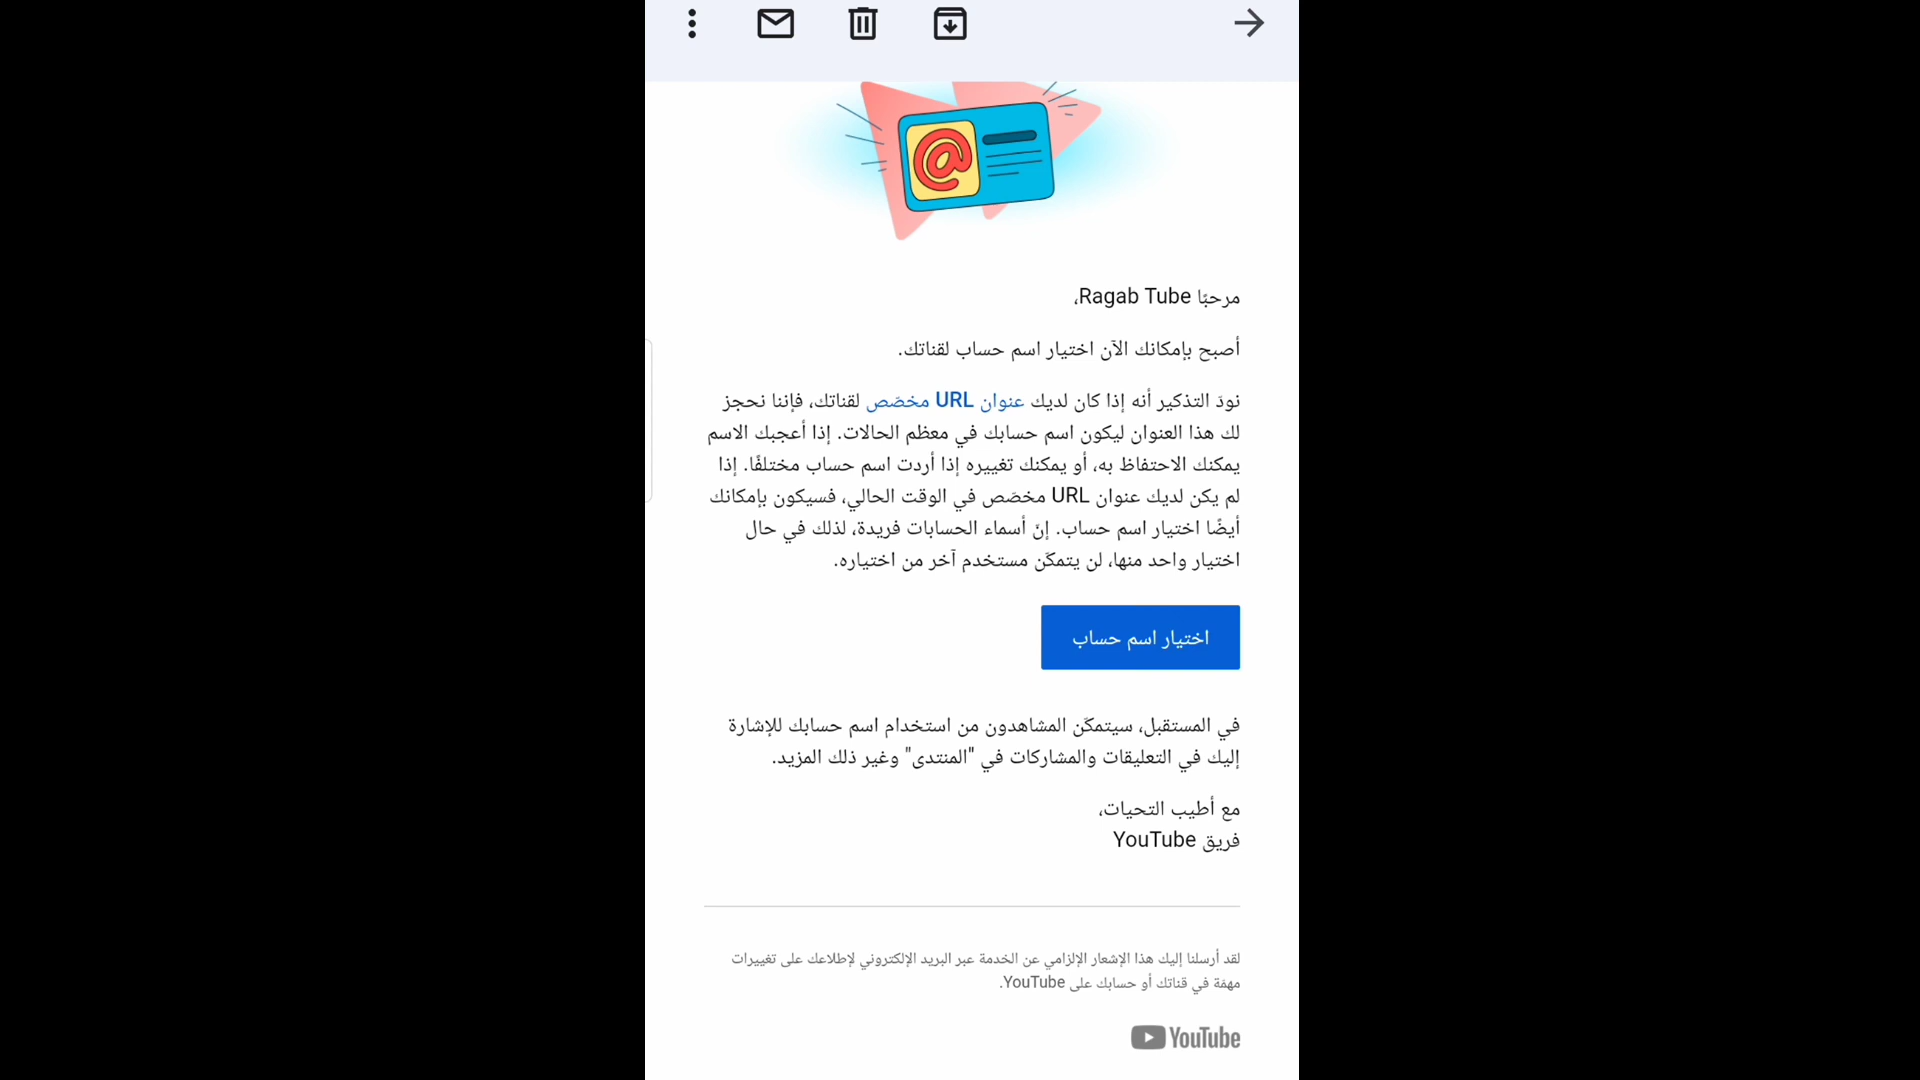 مرحبًا Ragab Tube،
أصبح بإمكانك الآن اختيار اسم حساب لقناتك.
نودّ التذكير أنه إذا كان لديك عنوان URL مخصّص لقناتك، فإننا نحجز
لك هذا العنوان ليكون اسم حسابك في معظم الحالات. إذا أعجبك الاسم
يمكنك الاحتفاظ به، أو يمكنك تغييره إذا أردت اسم حساب مختلفًا. إذا
لم يكن لديك عنوان URL مخصّص في الوقت الحالي، فسيكون بإمكانك
أيضًا اختيار اسم حساب. إنّ أسماء الحسابات فريدة، لذلك في حال
اختيار واحد منها، لن يتمكّن مستخدم آخر من اختياره.
اختيار اسم حساب
في المستقبل، سيتمكّن المشاهدون من استخدام اسم حسابك للإشارة
إليك في التعليقات والمشاركات في "المنتدى" وغير ذلك المزيد.
مع أطيب التحيات،
فريق YouTube
لقد أرسلنا إليك هذا الإشعار الإلزامي عن الخدمة عبر البريد الإلكتروني لإطلاعك على تغييرات
مهمّة في قناتك أو حسابك على YouTube.
YouTube